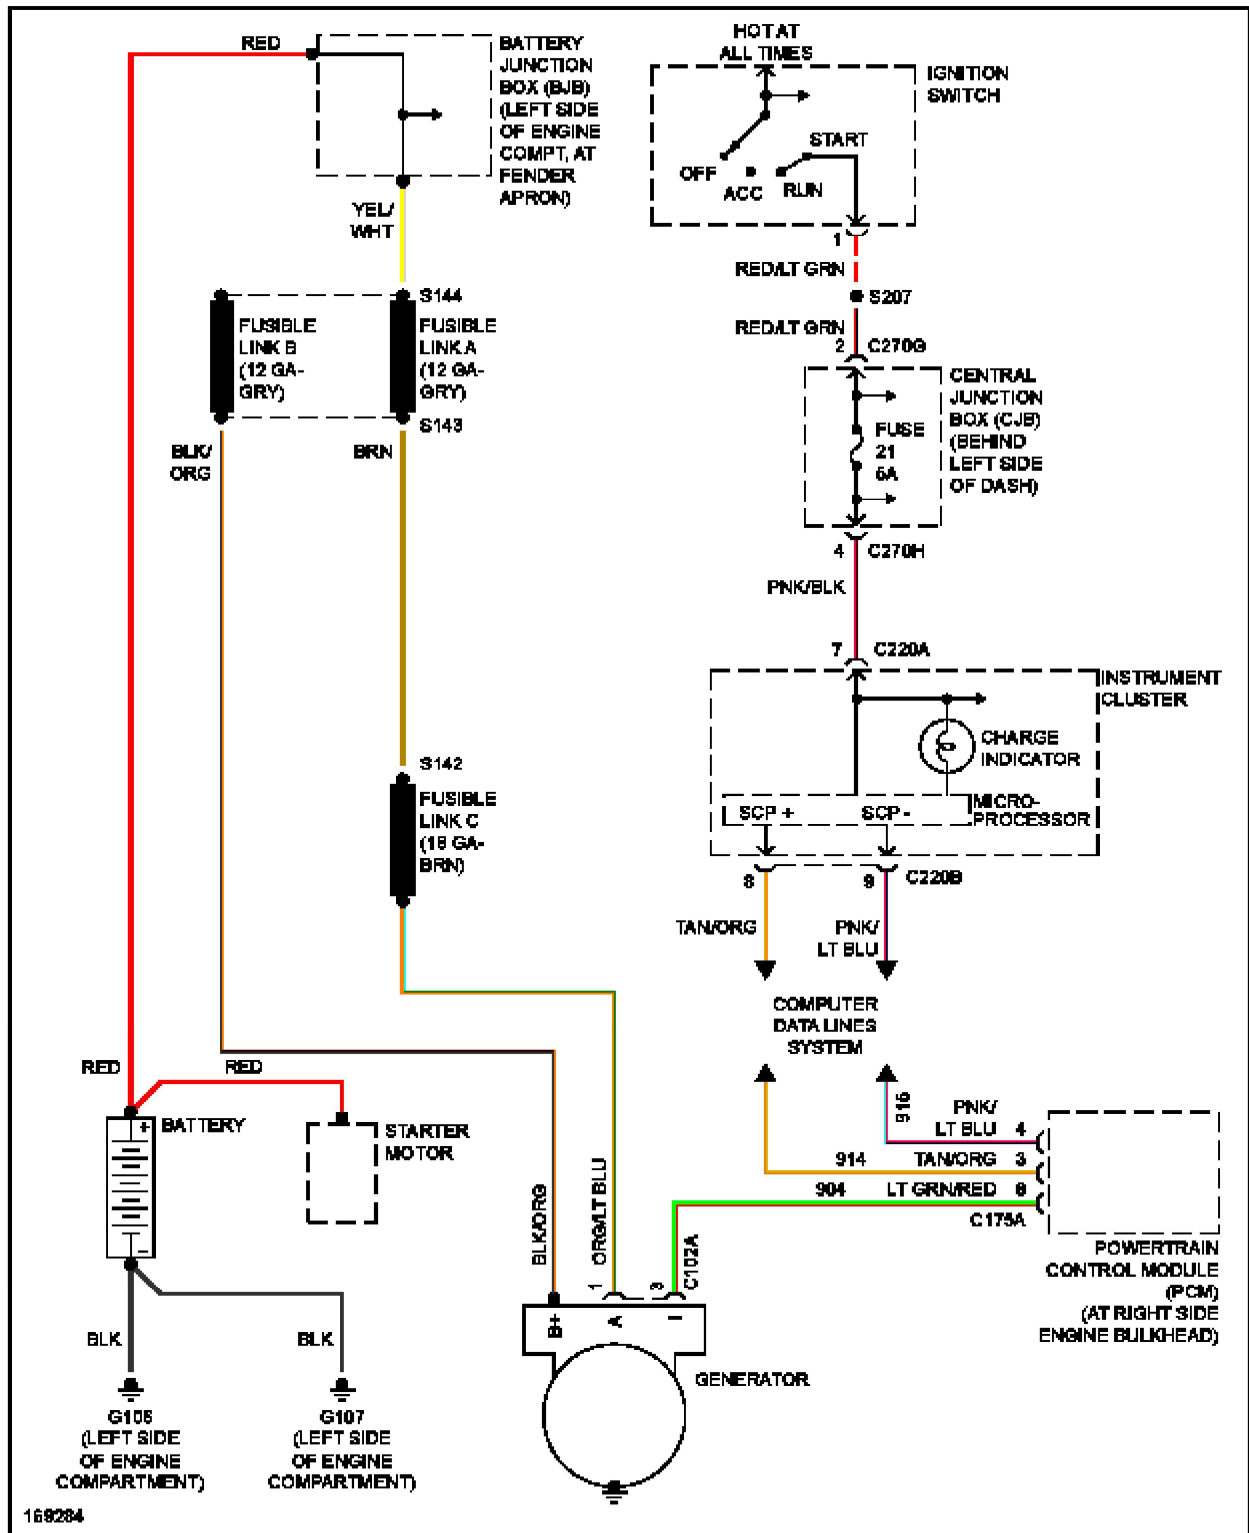 RED
BATTERY
JUNCTION
BOX (BJB)
(LEFT SIDE
OF ENGINE
COMPT, AT
FENDER
APRON)
HOT AT
ALL TIMES
IGNITION
SWITCH
START
OFF
ACC
RUN
1
YEL/
WHT
RED/LT GRN
S207
RED/LT GRN
2 C270G
S144
FUSIBLE
LINK B
(12 GA-
GRY)
FUSIBLE
LINK A
(12 GA-
GRY)
S143
CENTRAL
JUNCTION
BOX (CJB)
(BEHIND
LEFT SIDE
OF DASH)
FUSE
21
5A
BLK/
ORG
BRN
4 C270H
PNK/BLK
7 C220A
INSTRUMENT
CLUSTER
CHARGE
INDICATOR
MICRO-
PROCESSOR
SCP +
SCP -
8
9 C220B
S142
FUSIBLE
LINK C
(18 GA-
BRN)
TAN/ORG
PNK/
LT BLU
COMPUTER
DATA LINES
SYSTEM
RED
RED
BATTERY
+
-
STARTER
MOTOR
915
PNK/
LT BLU 4
914 TAN/ORG 3
904 LT GRN/RED
C175A
POWERTRAIN
CONTROL MODULE
(PCM)
(AT RIGHT SIDE
ENGINE BULKHEAD)
BLK/ORG
ORG/LT BLU
1
3
C102A
B+
A
I
GENERATOR
BLK
BLK
G106
(LEFT SIDE
OF ENGINE
COMPARTMENT)
G107
(LEFT SIDE
OF ENGINE
COMPARTMENT)
169284